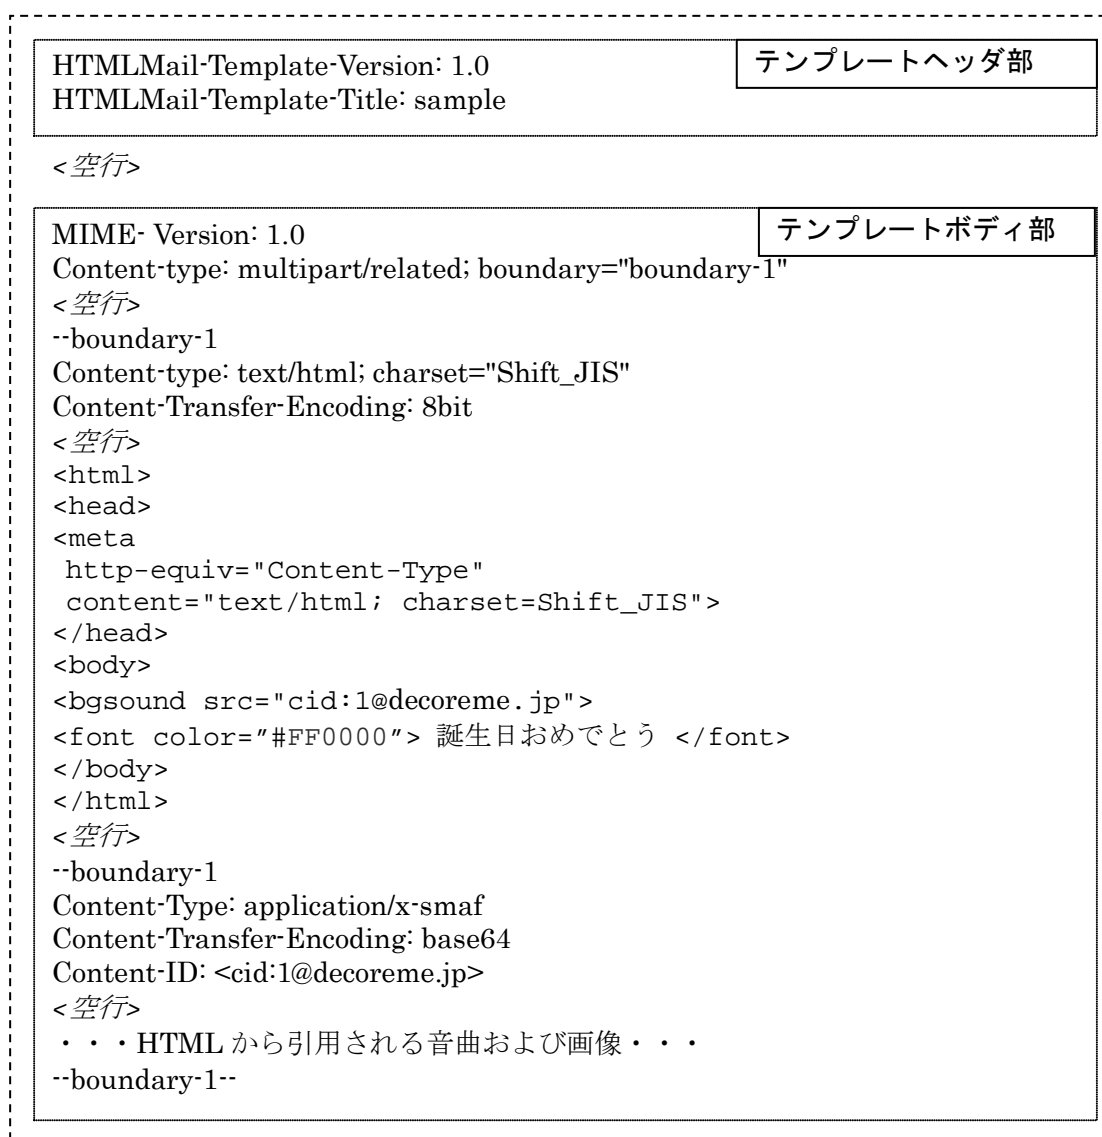 HTMLMail-Template-Version: 1.0
テンプレートヘッダ部
HTMLMail-Template-Title: sample
<空行>
MIME- Version: 1.0
テンプレートボディ部
Content-type: multipart/related; boundary="boundary-1"
<空行>
--boundary-1
Content-type: text/html; charset="Shift_JIS"
Content-Transfer-Encoding: 8bit
<空行>
<html>
<head>
<meta
http-equiv="Content-Type"
content="text/html; charset=Shift_JIS">
</head>
<body>
<bgsound src="cid:1@decoreme.jp">
<font color="#FF0000"> 誕生日おめでとう </font>
</body>
</html>
<空行>
--boundary-1
Content-Type: application/x-smaf
Content-Transfer-Encoding: base64
Content-ID: <cid:1@decoreme.jp>
<空行>
・・・HTML から引用される音曲および画像・・・
--boundary-1--